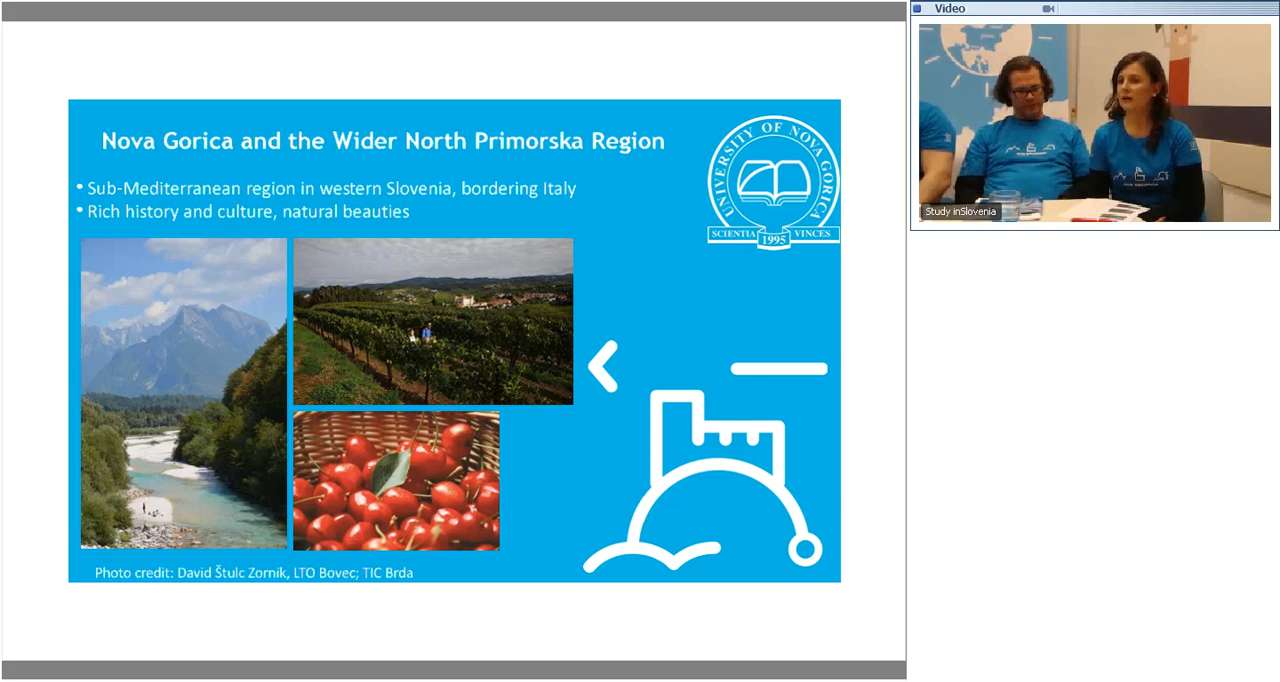 Video
Study inSlovenia
Nova Gorica and the Wider North Primorska Region
• Sub-Mediterranean region in western Slovenia, bordering Italy
• Rich history and culture, natural beauties
UNIVERSITY OF NOVA GORICA
SCIENTIA 1995 VINCES
Photo credit: David Štulc Zornik, LTO Bovec; TIC Brda